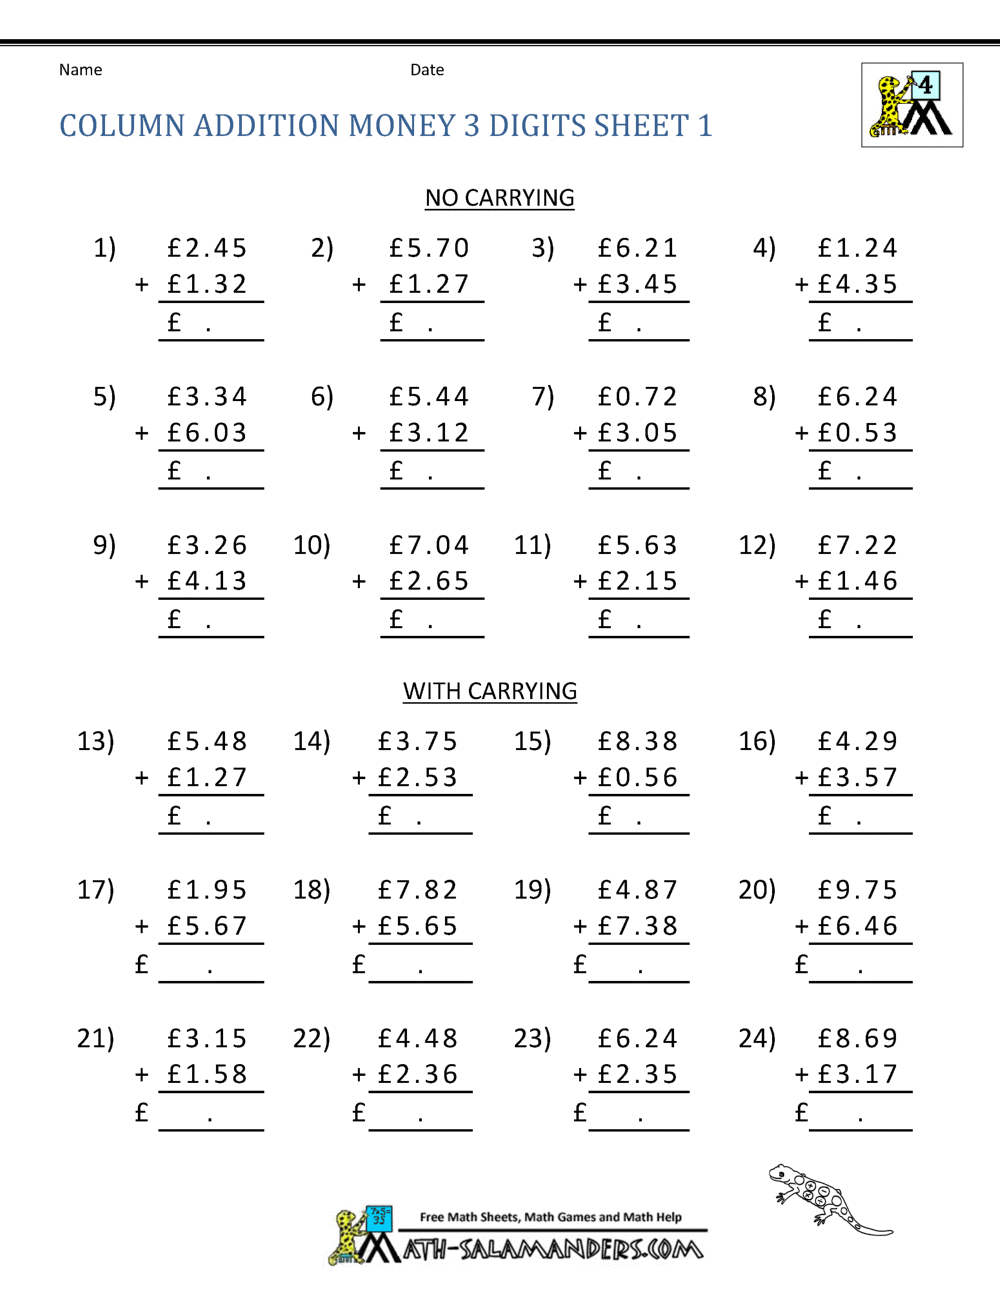 Name Date
4
COLUMN ADDITION MONEY 3 DIGITS SHEET 1
NO CARRYING
1) £2.45 2) £5.70 3) £6.21 4) £1.24
+ £1.32 + £1.27 + £3.45 + £4.35
£ . £ . £ . £ .
5) £3.34 6) £5.44 7) £0.72 8) £6.24
+ £6.03 + £3.12 + £3.05 + £0.53
£ . £ . £ . £ .
9) £3.26 10) £7.04 11) £5.63 12) £7.22
+ £4.13 + £2.65 + £2.15 + £1.46
£ . £ . £ . £ .
WITH CARRYING
13) £5.48 14) £3.75 15) £8.38 16) £4.29
+ £1.27 + £2.53 + £0.56 + £3.57
£ . £ . £ . £ .
17) £1.95 18) £7.82 19) £4.87 20) £9.75
+ £5.67 + £5.65 + £7.38 + £6.46
£ . £ . £ . £ .
21) £3.15 22) £4.48 23) £6.24 24) £8.69
+ £1.58 + £2.36 + £2.35 + £3.17
£ . £ . £ . £ .
7x5=
35
Free Math Sheets, Math Games and Math Help
MATH-SALAMANDERS.COM